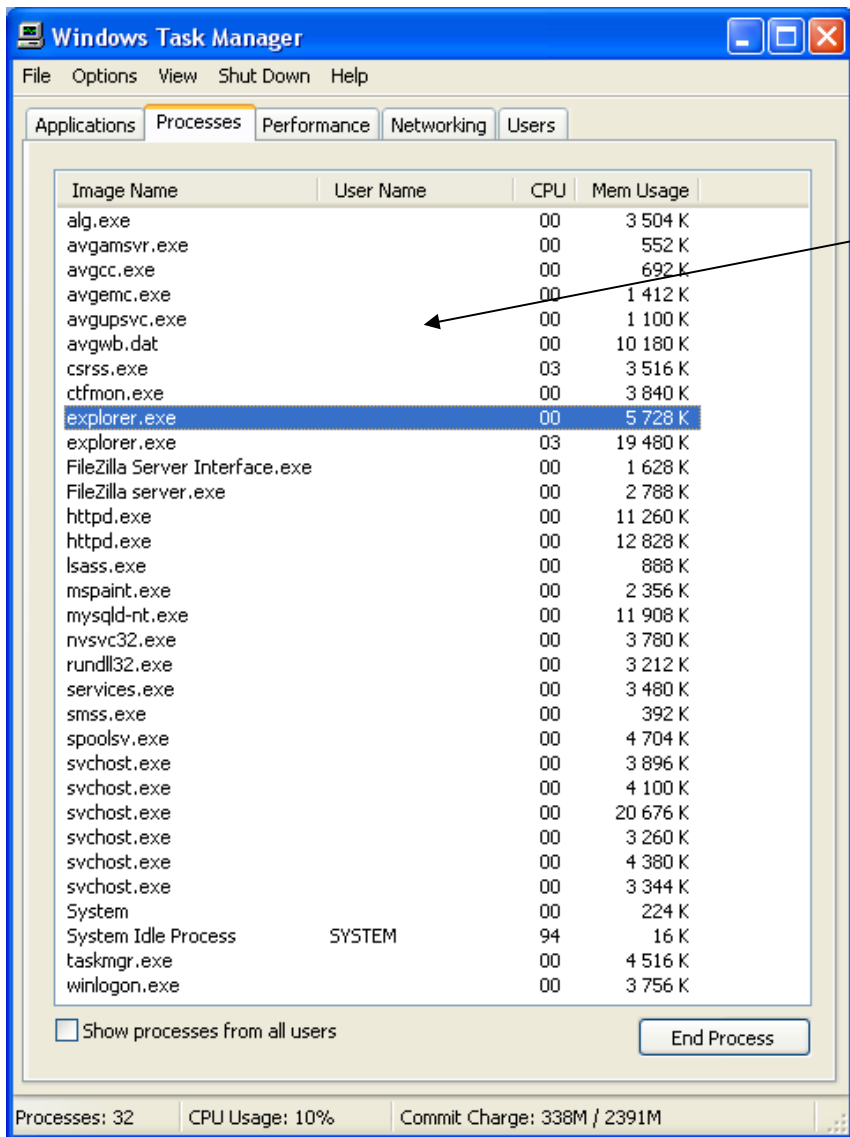 Windows Task Manager
File Options View Shut Down Help
Applications Processes Performance Networking Users
Image Name User Name CPU Mem Usage
alg.exe 00 3 504 K
avgamsvr.exe 00 552 K
avgcc.exe 00 692 K
avgemc.exe 00 1 412 K
avgupsvc.exe 00 1 100 K
avgwb.dat 00 10 180 K
csrss.exe 03 3 516 K
ctfmon.exe 00 3 840 K
explorer.exe 00 5 728 K
explorer.exe 03 19 480 K
FileZilla Server Interface.exe 00 1 628 K
FileZilla server.exe 00 2 788 K
httpd.exe 00 11 260 K
httpd.exe 00 12 828 K
lsass.exe 00 888 K
mspaint.exe 00 2 356 K
mysqld-nt.exe 00 11 908 K
nvsvc32.exe 00 3 780 K
rundll32.exe 00 3 212 K
services.exe 00 3 480 K
smss.exe 00 392 K
spoolsv.exe 00 4 704 K
svchost.exe 00 3 896 K
svchost.exe 00 4 100 K
svchost.exe 00 20 676 K
svchost.exe 00 3 260 K
svchost.exe 00 4 380 K
svchost.exe 00 3 344 K
System 00 224 K
System Idle Process SYSTEM 94 16 K
taskmgr.exe 00 4 516 K
winlogon.exe 00 3 756 K
Show processes from all users End Process
Processes: 32 CPU Usage: 10% Commit Charge: 338M / 2391M